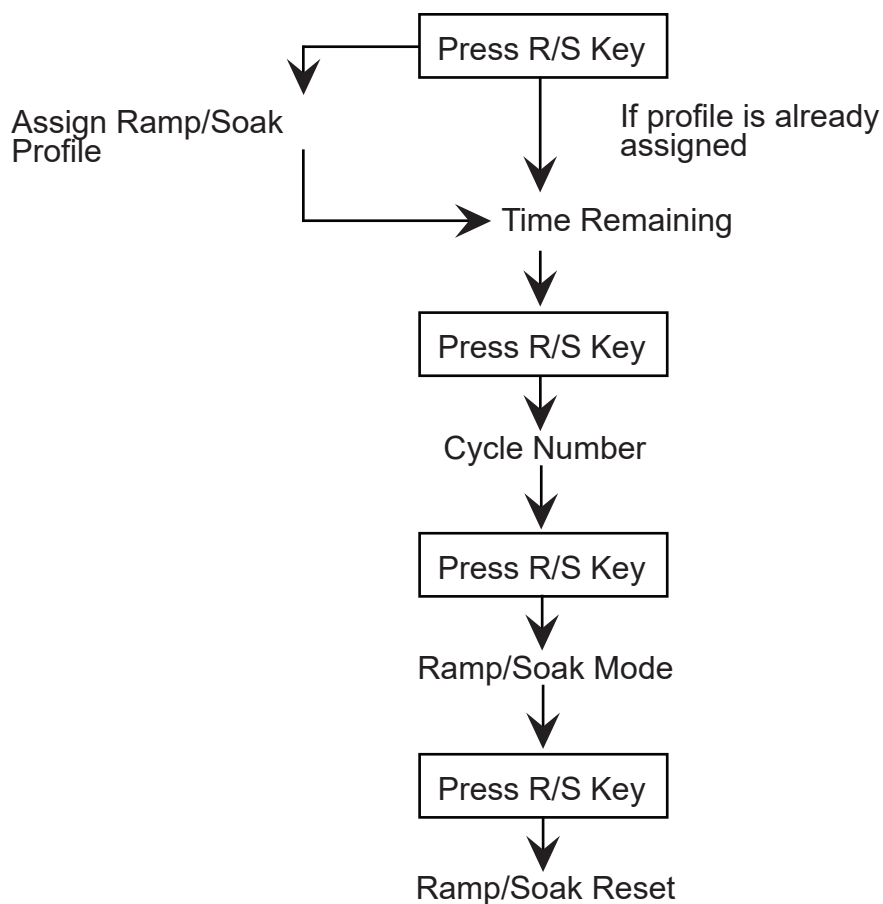 Press R/S Key
Assign Ramp/Soak
Profile
If profile is already
assigned
Time Remaining
Press R/S Key
Cycle Number
Press R/S Key
Ramp/Soak Mode
Press R/S Key
Ramp/Soak Reset